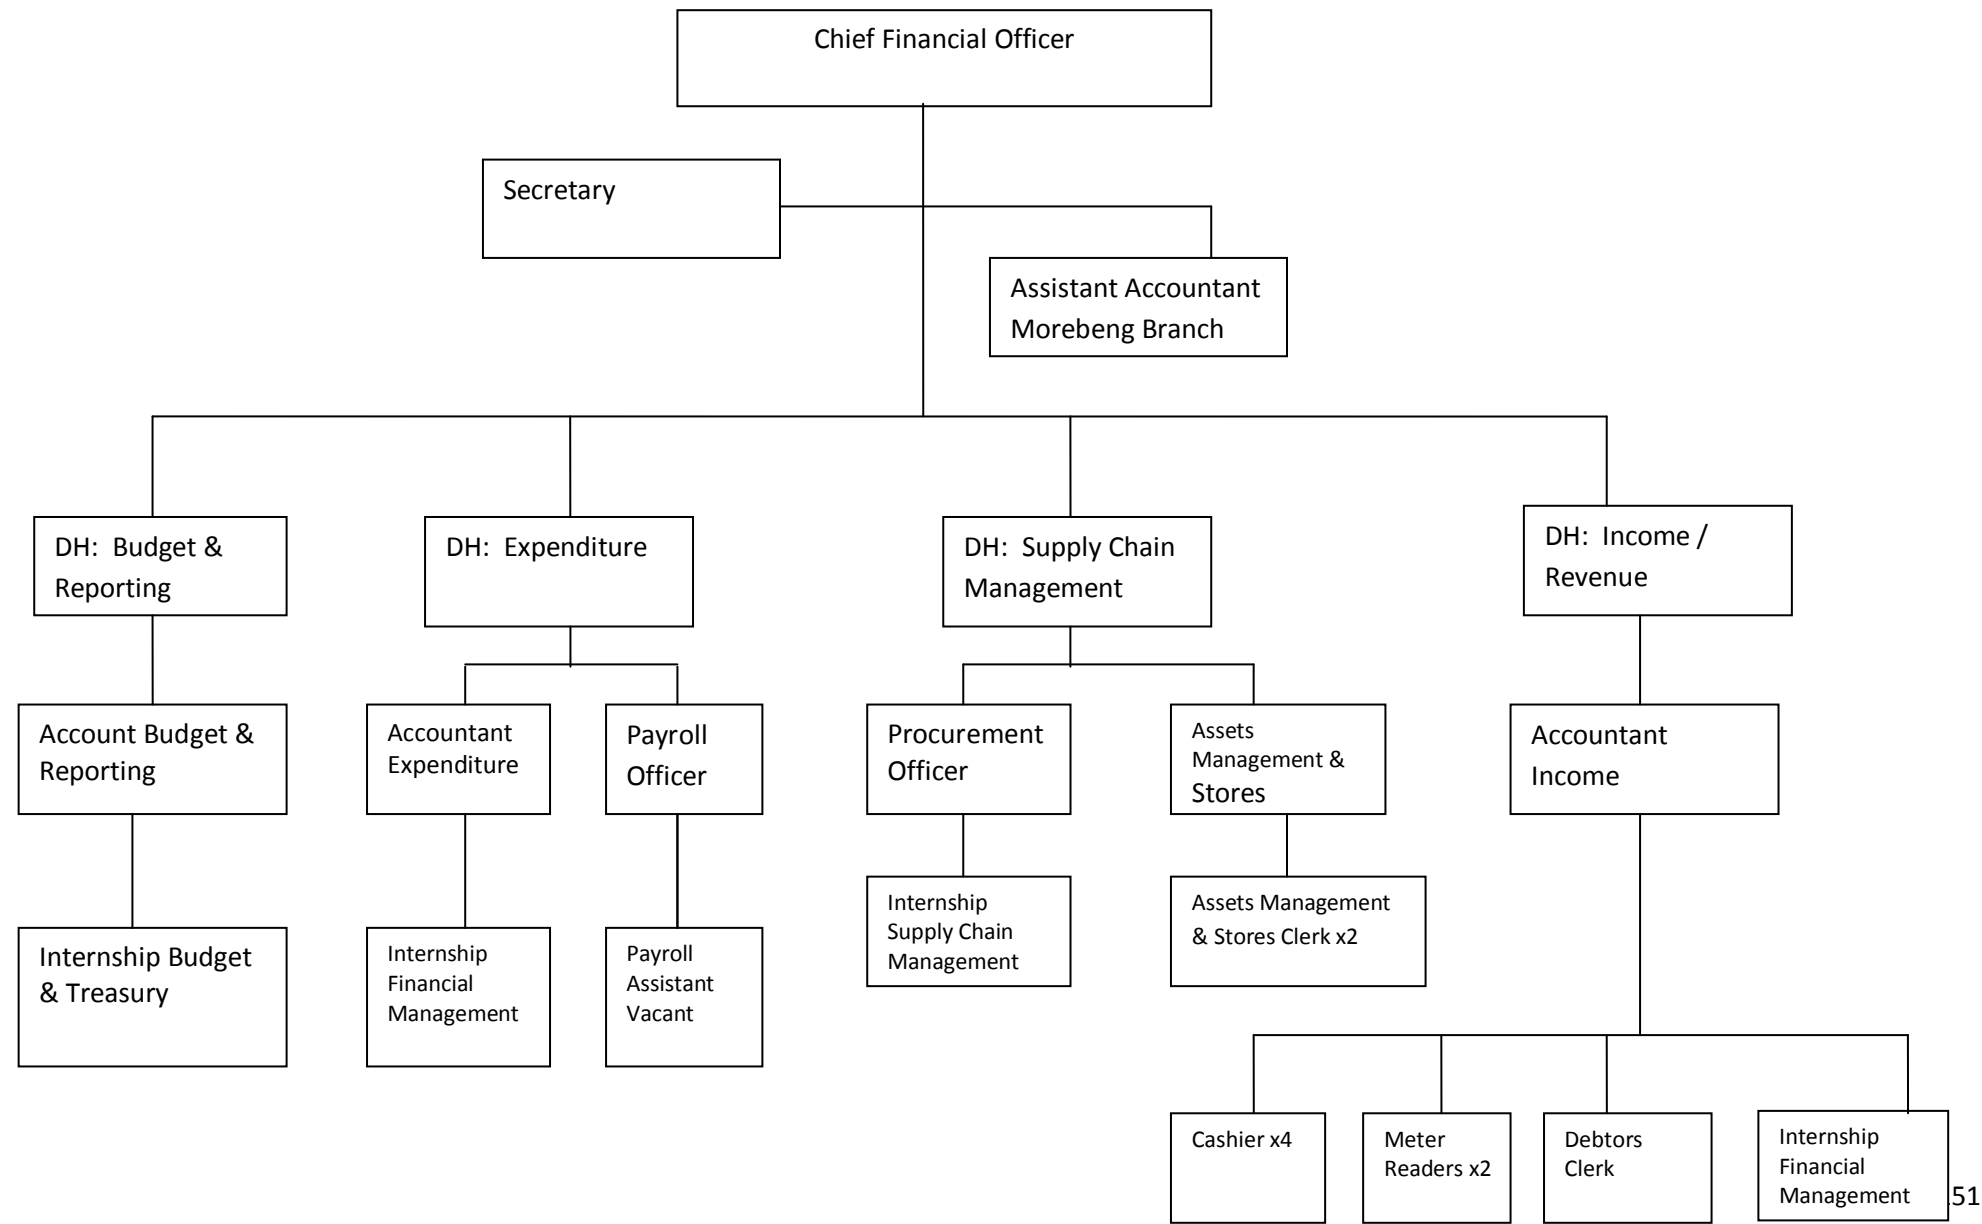 Chief Financial Officer
Secretary
Assistant Accountant
Morebeng Branch
DH:  Budget &
Reporting
DH:  Expenditure
DH:  Supply Chain
Management
DH:  Income /
Revenue
Account Budget &
Reporting
Accountant
Expenditure
Payroll
Officer
Procurement
Officer
Assets
Management &
Stores
Accountant
Income
Internship Budget
& Treasury
Internship
Financial
Management
Payroll
Assistant
Vacant
Internship
Supply Chain
Management
Assets Management
& Stores Clerk x2
Cashier x4
Meter
Readers x2
Debtors
Clerk
Internship
Financial
Management
51